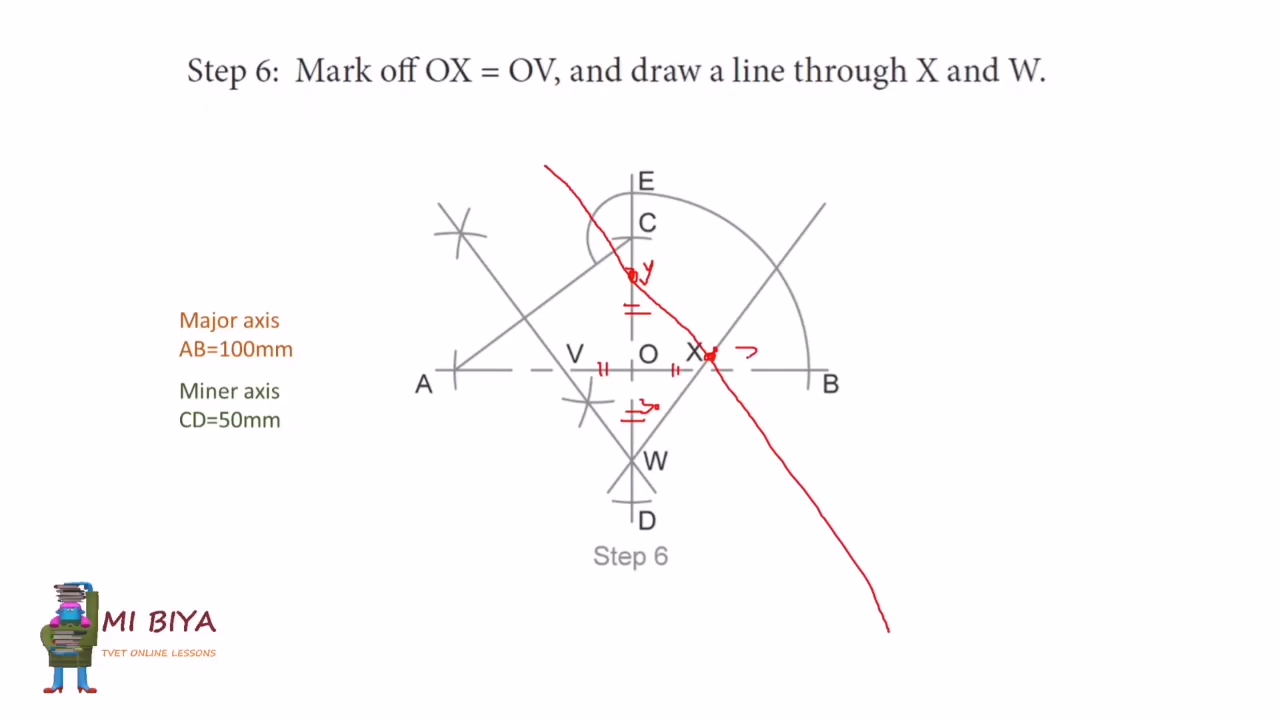 Step 6: Mark off OX = OV, and draw a line through X and W.
E
C
y
Major axis
AB=100mm
V
O
X
A
B
Miner axis
CD=50mm
W
D
Step 6
MI BIYA
TVET ONLINE LESSONS